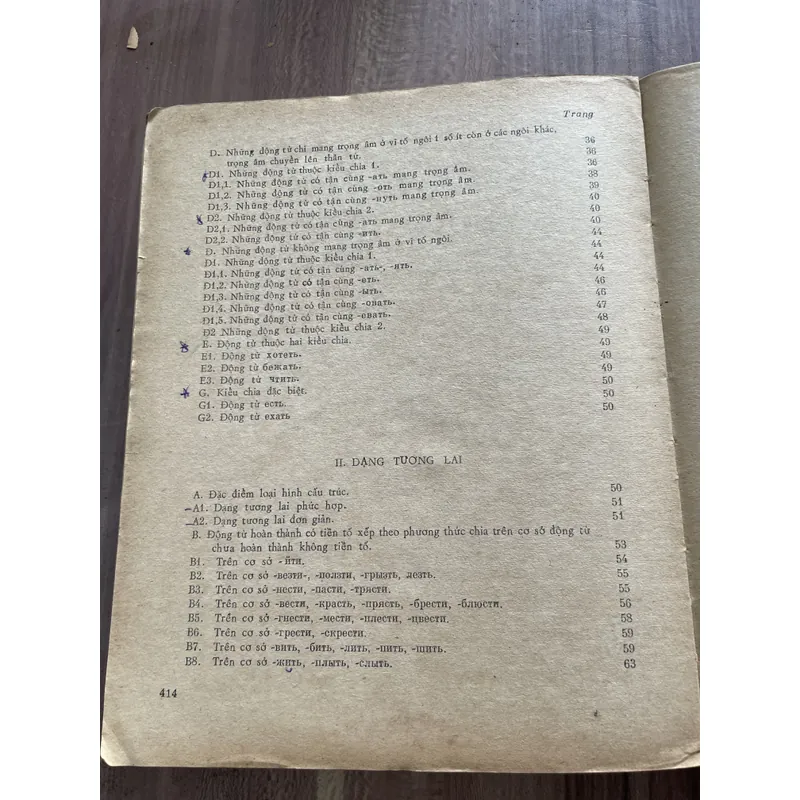 Trang
D. Những động từ chỉ mang trọng âm ở vĩ tố ngôi 1 số ít còn ở các ngôi khác,
trọng âm chuyển lên thân từ. 36
D1. Những động từ thuộc kiểu chia 1. 36
D1,1. Những động từ có tận cùng -ать mang trọng âm. 36
D1,2. Những động từ có tận cùng -оть mang trọng âm. 38
D1,3. Những động từ có tận cùng -нуть mang trọng âm. 39
D2. Những động từ thuộc kiểu chia 2. 40
D2,1. Những động từ có tận cùng -ать mang trọng âm. 40
D2,2. Những động từ có tận cùng -ить. 40
Đ. Những động từ không mang trọng âm ở vĩ tố ngôi. 44
Đ1. Những động từ thuộc kiểu chia 1. 44
Đ1,1. Những động từ có tận cùng -ать-, -ять. 44
Đ1,2. Những động từ có tận cùng -еть. 44
Đ1,3. Những động từ có tận cùng -ыть. 46
Đ1,4. Những động từ có tận cùng -овать. 46
Đ1,5. Những động từ có tận cùng -евать. 47
Đ2 Những động từ thuộc kiểu chia 2. 48
E. Động từ thuộc hai kiểu chia. 49
E1. Động từ хотеть. 49
E2. Động từ бежать. 49
E3. Động từ чтить. 49
G. Kiểu chia đặc biệt. 50
G1. Động từ есть. 50
G2. Động từ ехать 50
II. DẠNG TƯƠNG LAI
A. Đặc điểm loại hình cấu trúc. 50
A1. Dạng tương lai phức hợp. 51
A2. Dạng tương lai đơn giản. 51
B. Động từ hoàn thành có tiền tố xếp theo phương thức chia trên cơ sở động từ
chưa hoàn thành không tiền tố. 53
B1. Trên cơ sở -йти. 54
B2. Trên cơ sở -везти-, -ползти, -грызть, лезть. 55
B3. Trên cơ sở -нести, -пасти, -трясти. 55
B4. Trên cơ sở -вести, -красть, -прясть, -брести, -блюсти. 56
B5. Trên cơ sở -гнести, -мести, -плести, -цвести. 58
B6. Trên cơ sở -грести, -скрести. 59
B7. Trên cơ sở -вить, -бить, -лить, -пить, -шить. 59
B8. Trên cơ sở -жить, -плыть, -слыть. 63
414